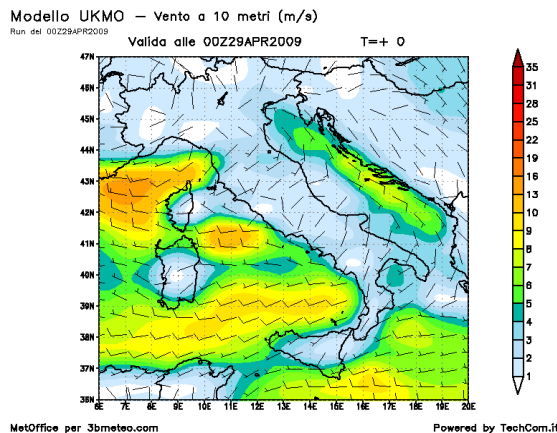 Modello UKMO – Vento a 10 metri (m/s)
Run del 00Z29APR2009
Valida alle 00Z29APR2009 T=+ 0
47N
46N
45N
44N
43N
42N
41N
40N
39N
38N
37N
36N
35N
6E 7E 8E 9E 10E 11E 12E 13E 14E 15E 16E 17E 18E 19E 20E
35
31
28
25
22
19
16
13
10
9
8
7
6
5
4
3
2
1
MetOffice per 3bmeteo.com
Powered by TechCom.it